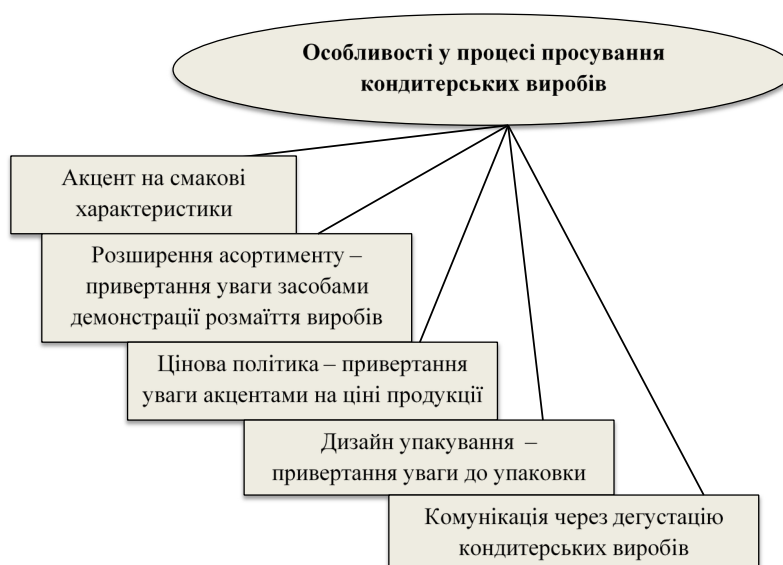 Особливості у процесі просування
кондитерських виробів
Акцент на смакові
характеристики
Розширення асортименту –
привертання уваги засобами
демонстрації розмаїття виробів
Цінова політика – привертання
уваги акцентами на ціні продукції
Дизайн упакування –
привертання уваги до упаковки
Комунікація через дегустацію
кондитерських виробів